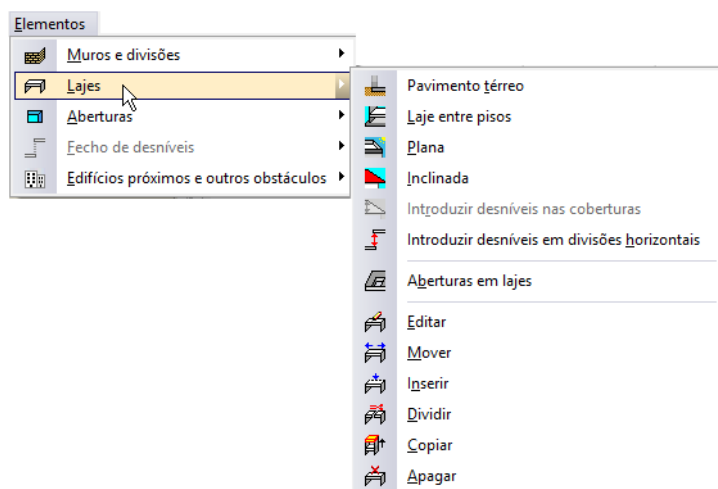 Elementos
Muros e divisões
Lajes
Aberturas
Fecho de desníveis
Edifícios próximos e outros obstáculos
Pavimento térreo
Laje entre pisos
Plana
Inclinada
Introduzir desníveis nas coberturas
Introduzir desníveis em divisões horizontais
Aberturas em lajes
Editar
Mover
Inserir
Dividir
Copiar
Apagar